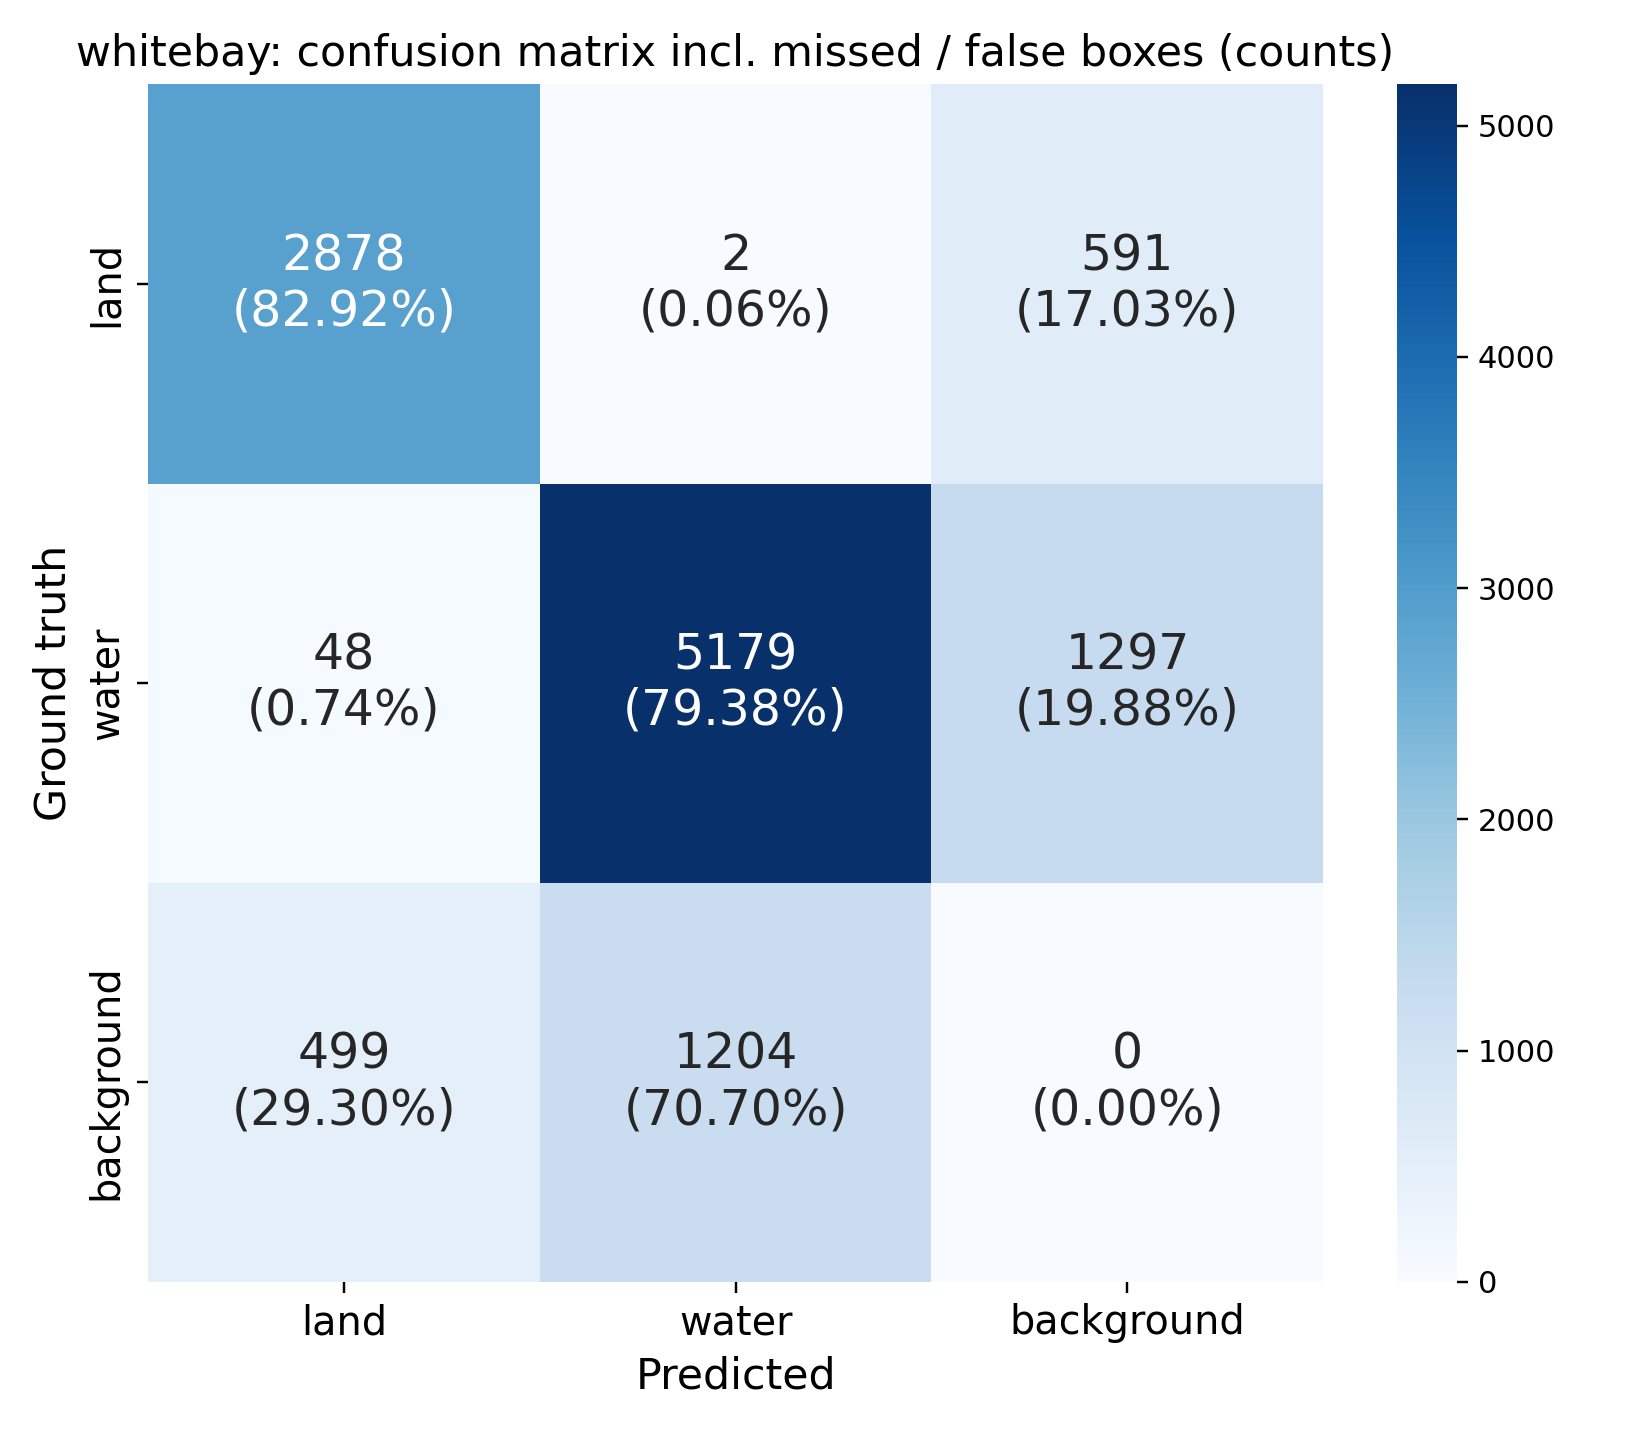 whitebay: confusion matrix incl. missed / false boxes (counts)
2878
(82.92%)
2
(0.06%)
591
(17.03%)
48
(0.74%)
5179
(79.38%)
1297
(19.88%)
499
(29.30%)
1204
(70.70%)
0
(0.00%)
land
water
background
Ground truth
land
water
background
Predicted
5000
4000
3000
2000
1000
0